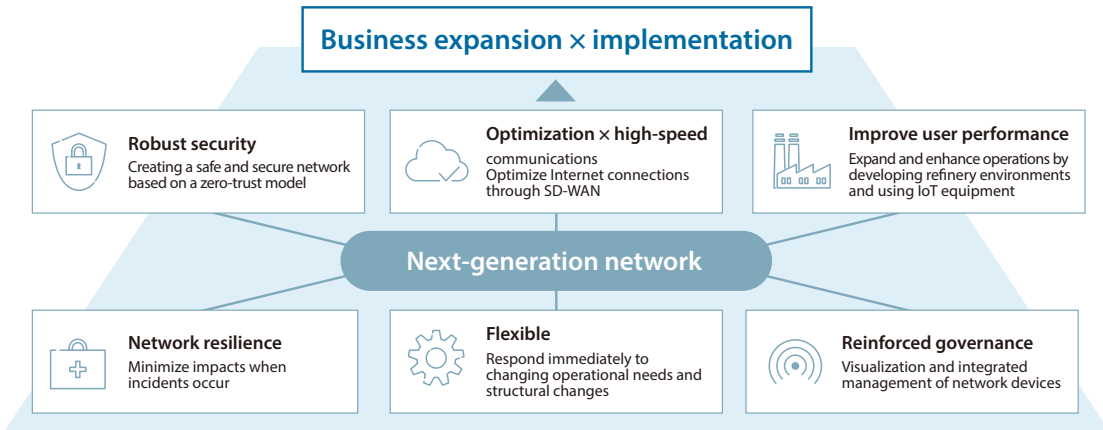 Business expansion × implementation
Robust security
Creating a safe and secure network
based on a zero-trust model
Optimization × high-speed
communications
Optimize Internet connections
through SD-WAN
Improve user performance
Expand and enhance operations by
developing refinery environments
and using IoT equipment
Next-generation network
Network resilience
Minimize impacts when
incidents occur
Flexible
Respond immediately to
changing operational needs and
structural changes
Reinforced governance
Visualization and integrated
management of network devices